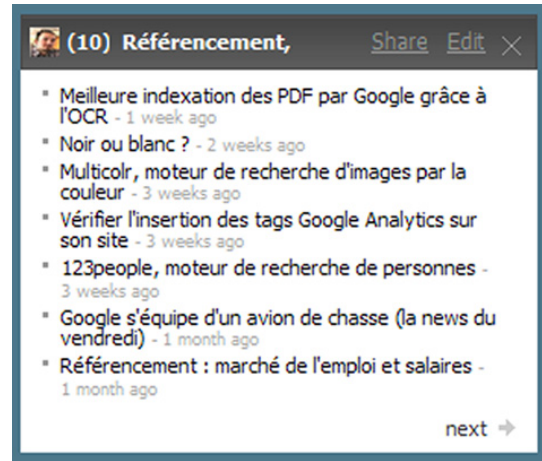 (10) Référencement, Share Edit
Meilleure indexation des PDF par Google grâce à
l'OCR - 1 week ago
Noir ou blanc ? - 2 weeks ago
Multicolr, moteur de recherche d'images par la
couleur - 3 weeks ago
Vérifier l'insertion des tags Google Analytics sur
son site - 3 weeks ago
123people, moteur de recherche de personnes -
3 weeks ago
Google s'équipe d'un avion de chasse (la news du
vendredi) - 1 month ago
Référencement : marché de l'emploi et salaires -
1 month ago
next